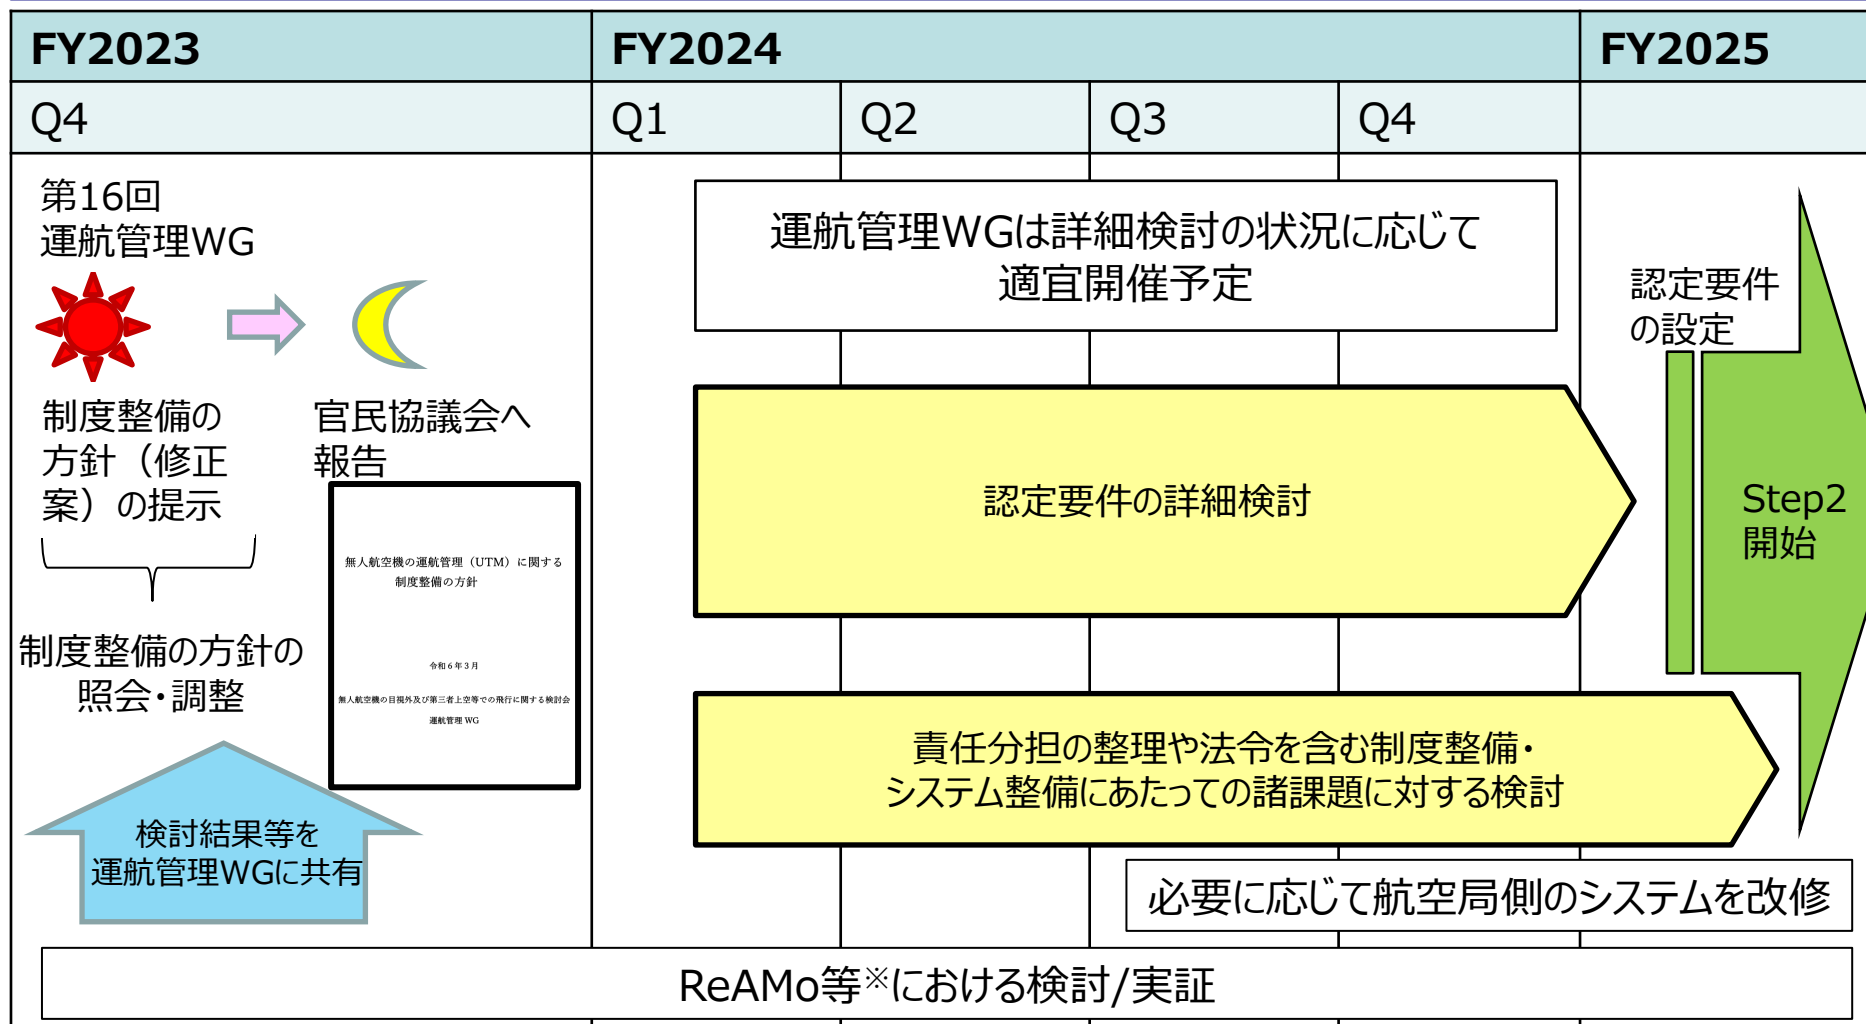 FY2023
FY2024
FY2025
Q4
Q1
Q2
Q3
Q4
第16回
運航管理WG
制度整備の
方針（修正
案）の提示
官民協議会へ
報告
無人航空機の運航管理（UTM）に関する
制度整備の方針
令和6年3月
無人航空機の目視外及び第三者上空等での飛行に関する検討会
運航管理 WG
制度整備の方針の
照会・調整
検討結果等を
運航管理WGに共有
運航管理WGは詳細検討の状況に応じて
適宜開催予定
認定要件の詳細検討
責任分担の整理や法令を含む制度整備・
システム整備にあたっての諸課題に対する検討
認定要件
の設定
Step2
開始
必要に応じて航空局側のシステムを改修
ReAMo等※における検討/実証